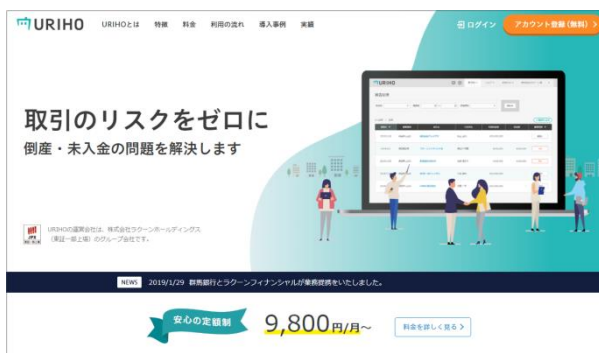 URIHO
URIHOとは 特徴 料金 利用の流れ 導入事例 実績
ログイン
アカウント登録(無料)
取引のリスクをゼロに
倒産・未入金の問題を解決します
URIHO
JPX
URIHOの運営会社は、株式会社ラクーンホールディングス
(東証一部上場)のグループ会社です。
NEWS 2019/1/29 群馬銀行とラクーンフィナンシャルが業務提携をいたしました。
安心の定額制
9,800円/月～
料金を詳しく見る